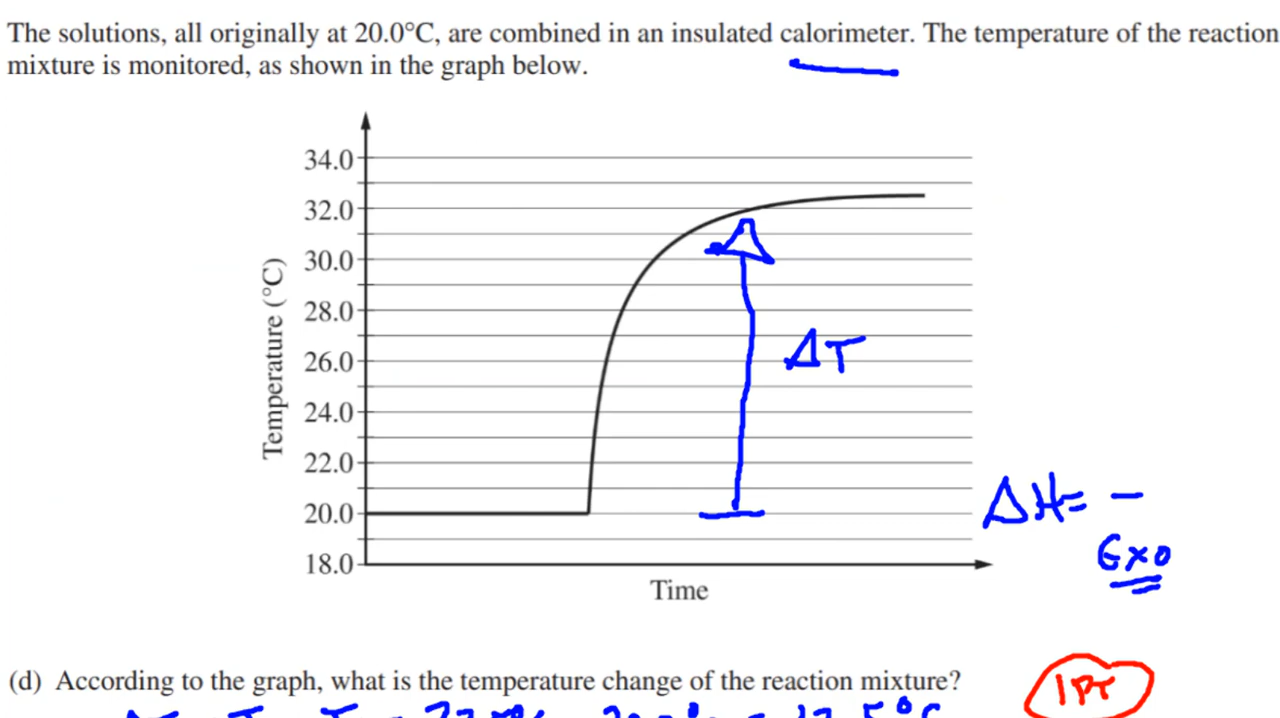 The solutions, all originally at 20.0°C, are combined in an insulated calorimeter. The temperature of the reaction
mixture is monitored, as shown in the graph below.
34.0
32.0
30.0
28.0
26.0
24.0
22.0
20.0
18.0
Temperature (°C)
Time
ΔT
ΔH= −
Exo
(d) According to the graph, what is the temperature change of the reaction mixture?
1 PT